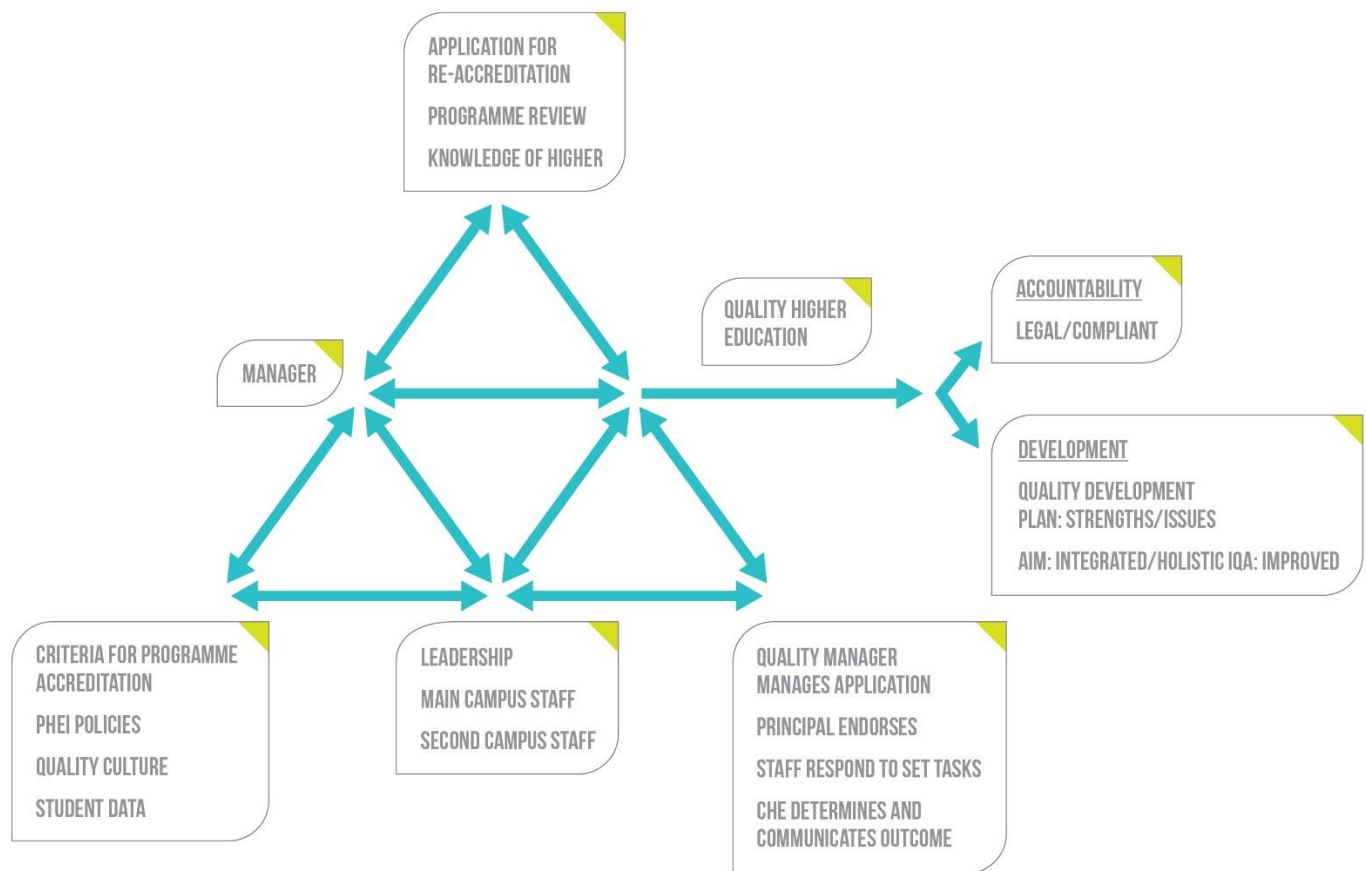 APPLICATION FOR
RE-ACCREDITATION
PROGRAMME REVIEW
KNOWLEDGE OF HIGHER
MANAGER
QUALITY HIGHER
EDUCATION
ACCOUNTABILITY
LEGAL/COMPLIANT
DEVELOPMENT
QUALITY DEVELOPMENT
PLAN: STRENGTHS/ISSUES
AIM: INTEGRATED/HOLISTIC IQA: IMPROVED
CRITERIA FOR PROGRAMME
ACCREDITATION
PHEI POLICIES
QUALITY CULTURE
STUDENT DATA
LEADERSHIP
MAIN CAMPUS STAFF
SECOND CAMPUS STAFF
QUALITY MANAGER
MANAGES APPLICATION
PRINCIPAL ENDORSES
STAFF RESPOND TO SET TASKS
CHE DETERMINES AND
COMMUNICATES OUTCOME